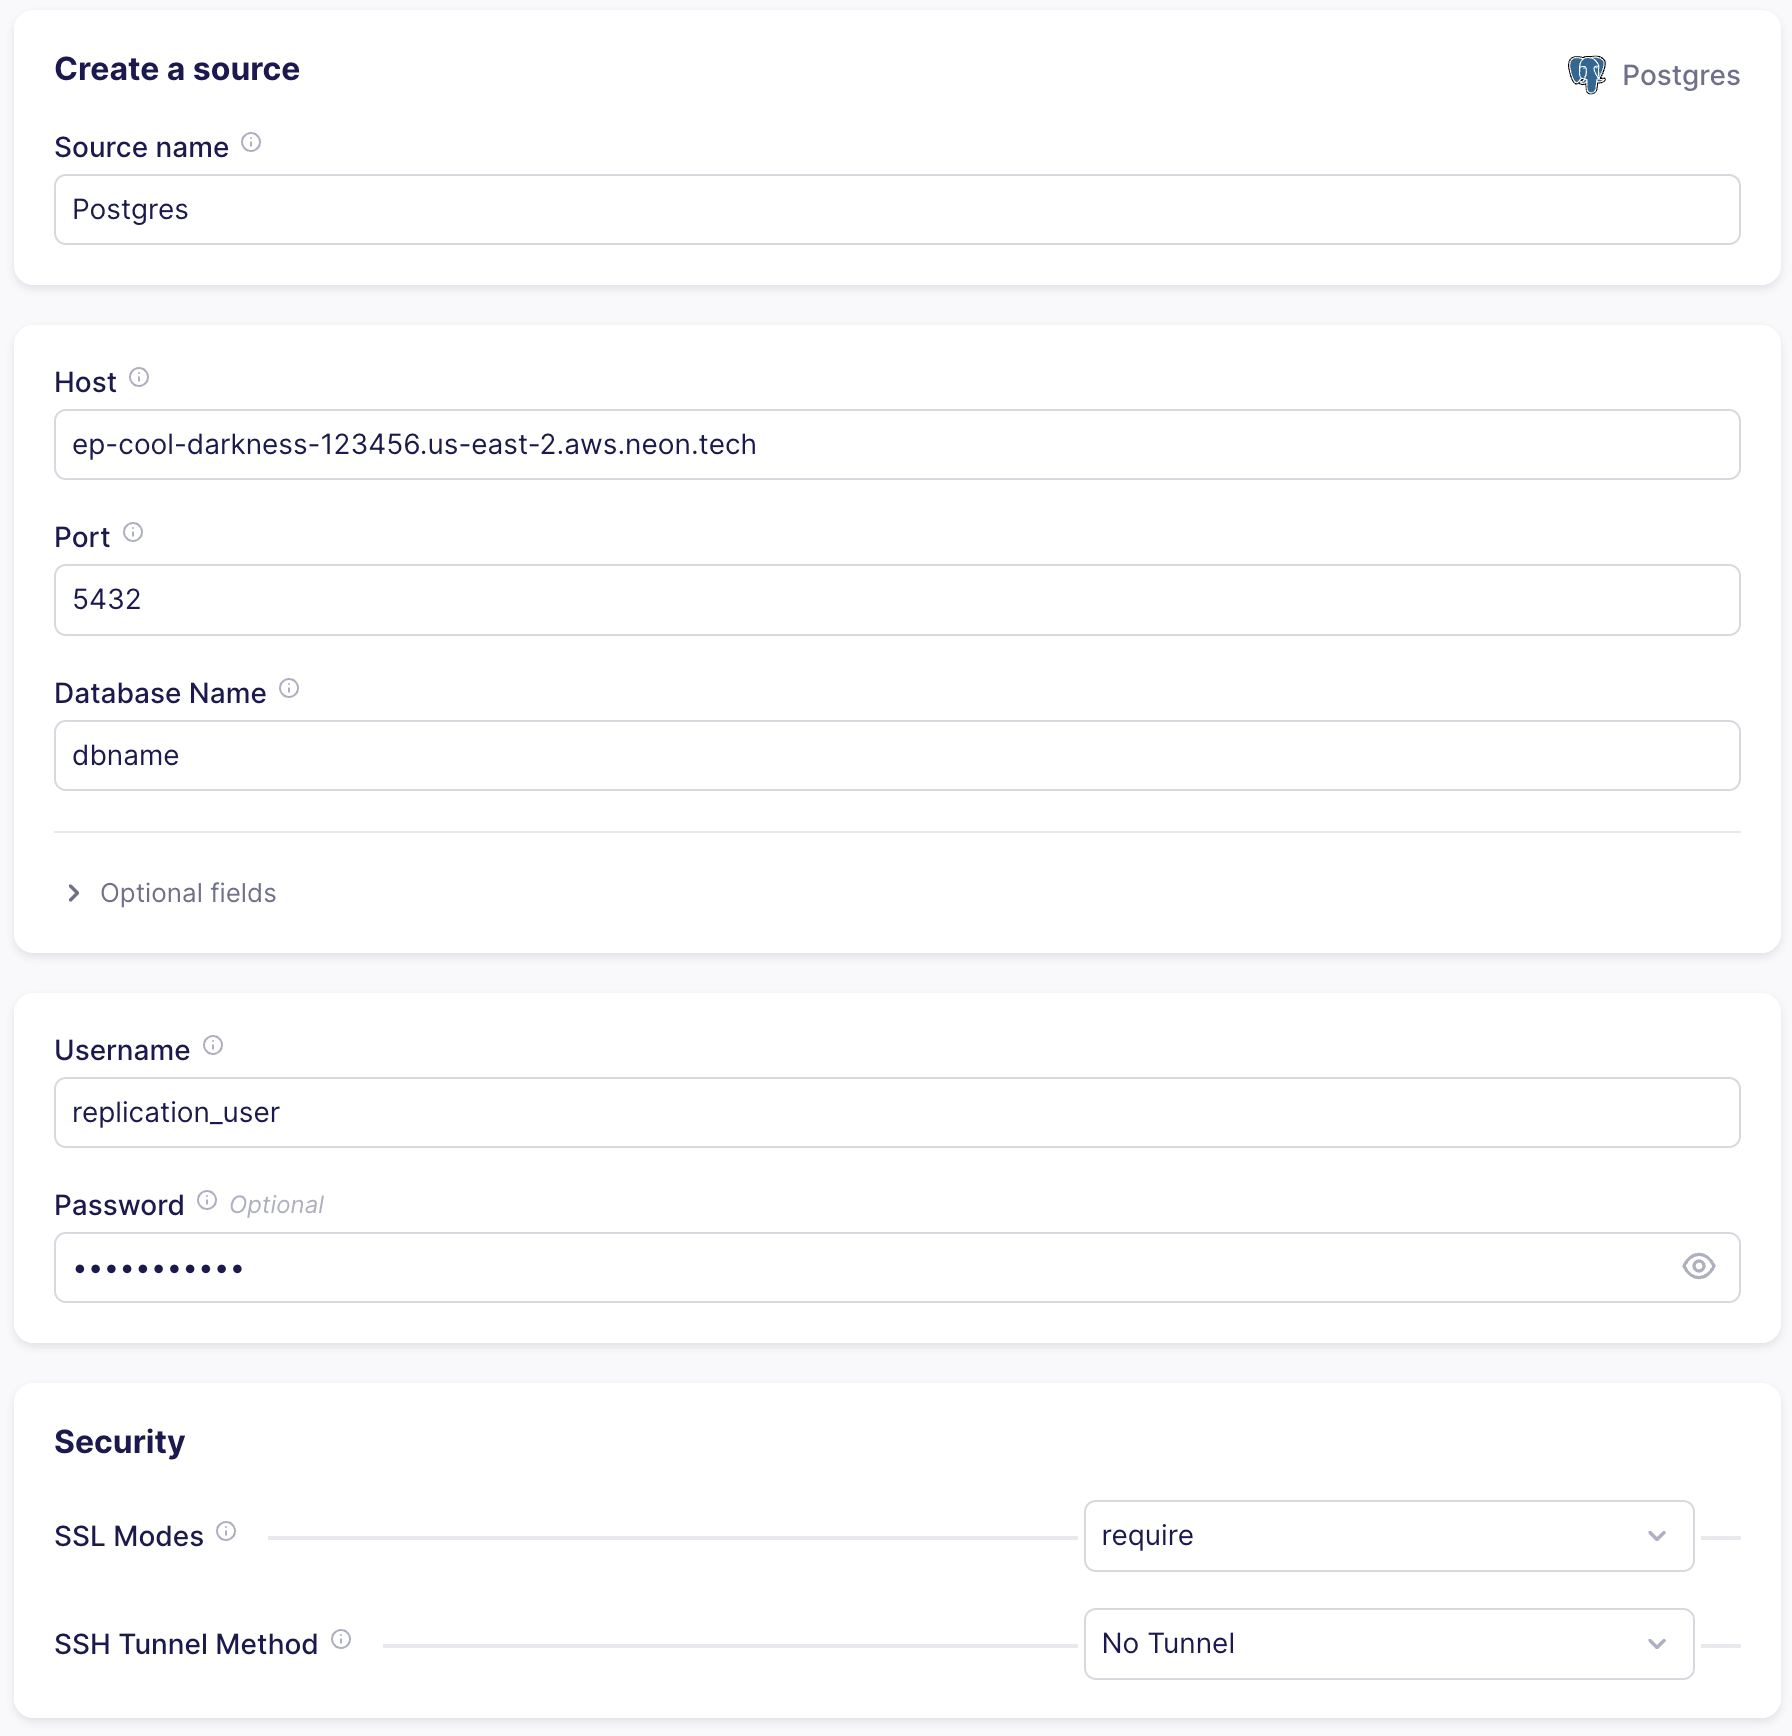 Create a source
Postgres
Source name
Postgres
Host
ep-cool-darkness-123456.us-east-2.aws.neon.tech
Port
5432
Database Name
dbname
Optional fields
Username
replication_user
Password Optional
•••••••••••
Security
SSL Modes require
SSH Tunnel Method No Tunnel